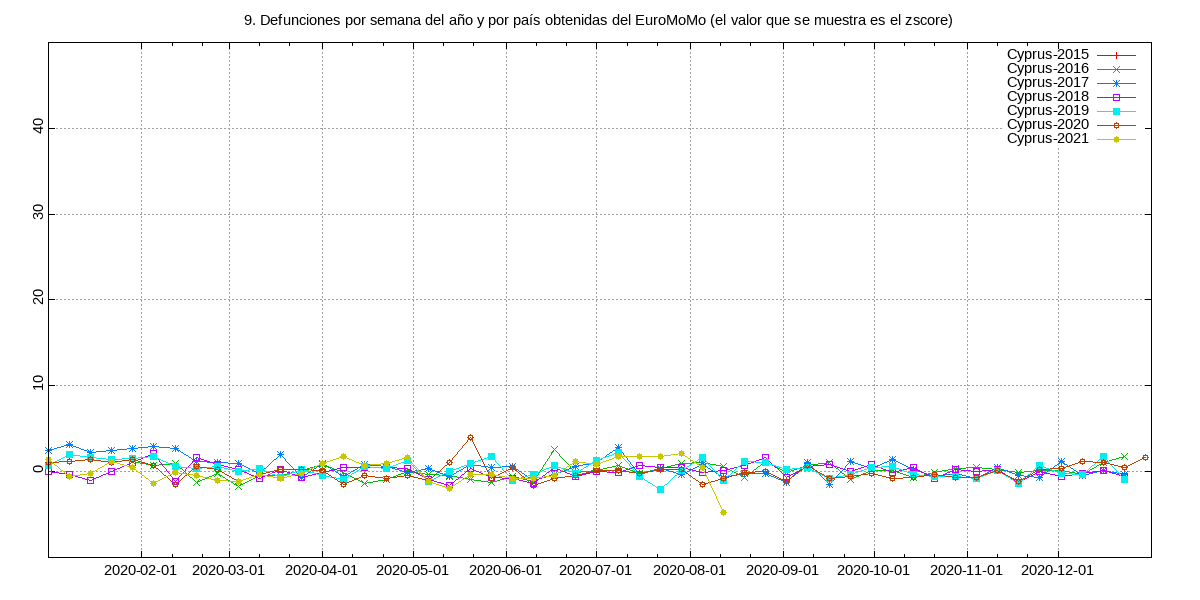 9. Defunciones por semana del año y por país obtenidas del EuroMoMo (el valor que se muestra es el zscore)
Cyprus-2015
Cyprus-2016
Cyprus-2017
Cyprus-2018
Cyprus-2019
Cyprus-2020
Cyprus-2021
40
30
20
10
0
2020-02-01 2020-03-01 2020-04-01 2020-05-01 2020-06-01 2020-07-01 2020-08-01 2020-09-01 2020-10-01 2020-11-01 2020-12-01